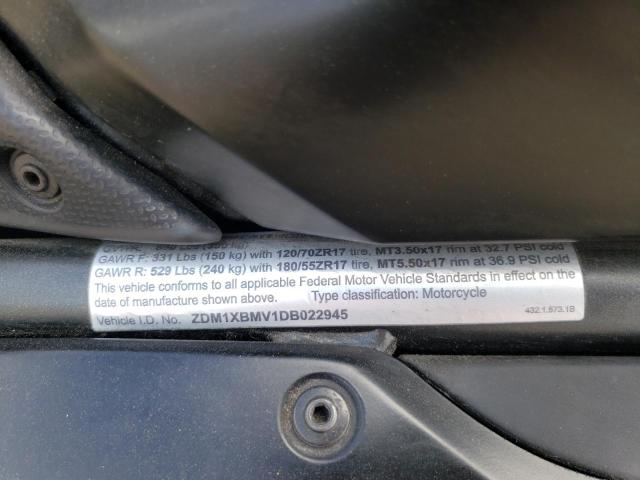 GAWR F: 331 Lbs (150 kg) with 120/70ZR17 tire, MT3.50x17 rim at 32.7 PSI cold
GAWR R: 529 Lbs (240 kg) with 180/55ZR17 tire, MT5.50x17 rim at 36.9 PSI cold
This vehicle conforms to all applicable Federal Motor Vehicle Standards in effect on the
date of manufacture shown above. Type classification: Motorcycle
Vehicle I.D. No. ZDM1XBMV1DB022945
432.1.573.1B